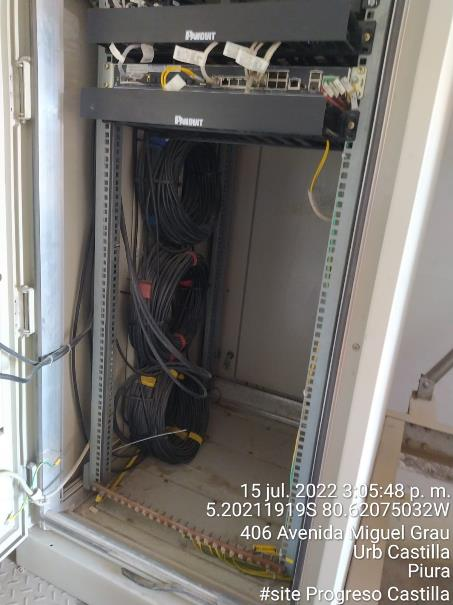 PANDUIT
PANDUIT
15 jul. 2022 3:05:48 p. m.
5.20211919S 80.62075032W
406 Avenida Miguel Grau
Urb Castilla
Piura
#site Progreso Castilla